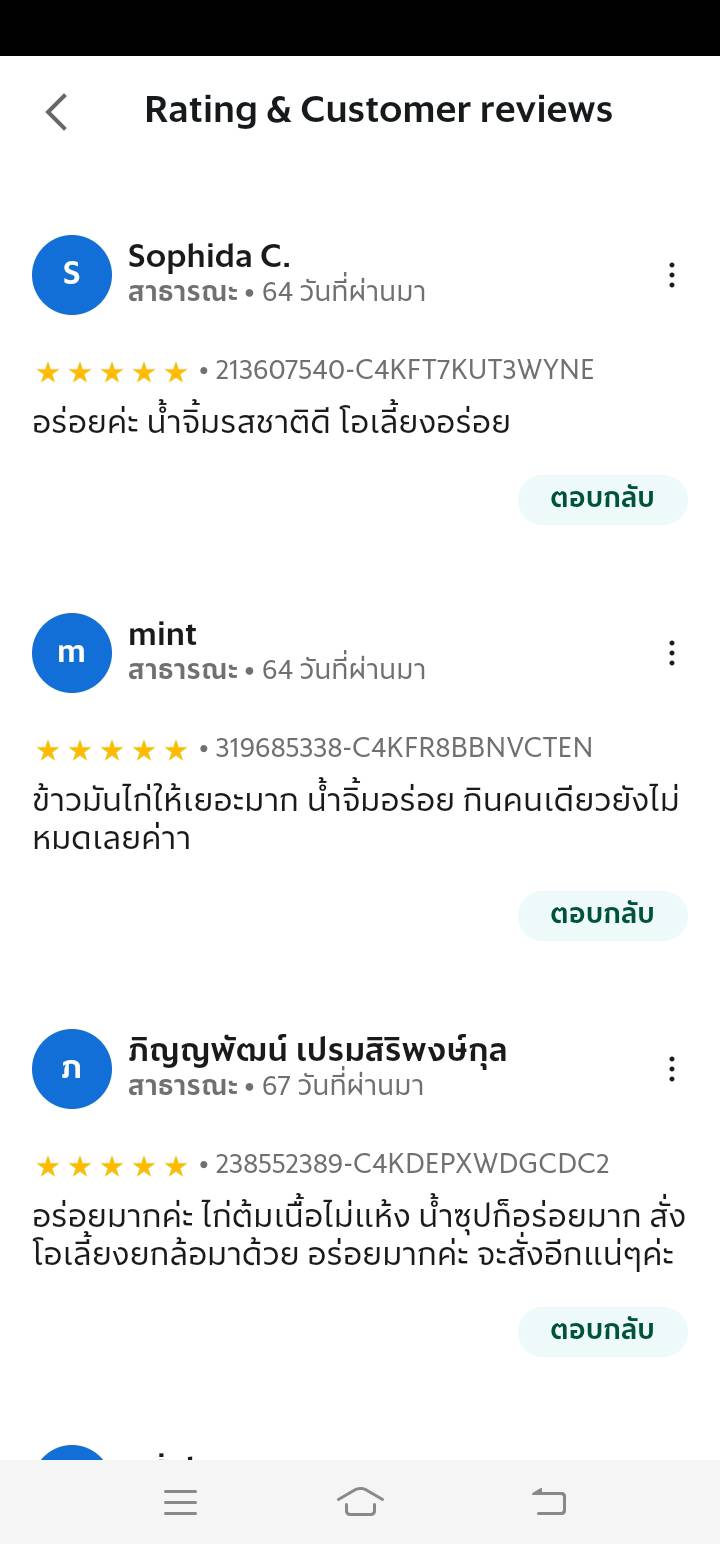 Rating & Customer reviews
S
Sophida C.
สาธารณะ • 64 วันที่ผ่านมา
★★★★★ • 213607540-C4KFT7KUT3WYNE
อร่อยค่ะ น้ำจิ้มรสชาติดี โอเลี้ยงอร่อย
ตอบกลับ
m
mint
สาธารณะ • 64 วันที่ผ่านมา
★★★★★ • 319685338-C4KFR8BBNVCTEN
ข้าวมันไก่ให้เยอะมาก น้ำจิ้มอร่อย กินคนเดียวยังไม่
หมดเลยค่าา
ตอบกลับ
ภ
ภิญญพัฒน์ เปรมสิริพงษ์กุล
สาธารณะ • 67 วันที่ผ่านมา
★★★★★ • 238552389-C4KDEPXWDGCDC2
อร่อยมากค่ะ ไก่ต้มเนื้อไม่แห้ง น้ำซุปก็อร่อยมาก สั่ง
โอเลี้ยงยกล้อมาด้วย อร่อยมากค่ะ จะสั่งอีกแน่ๆค่ะ
ตอบกลับ